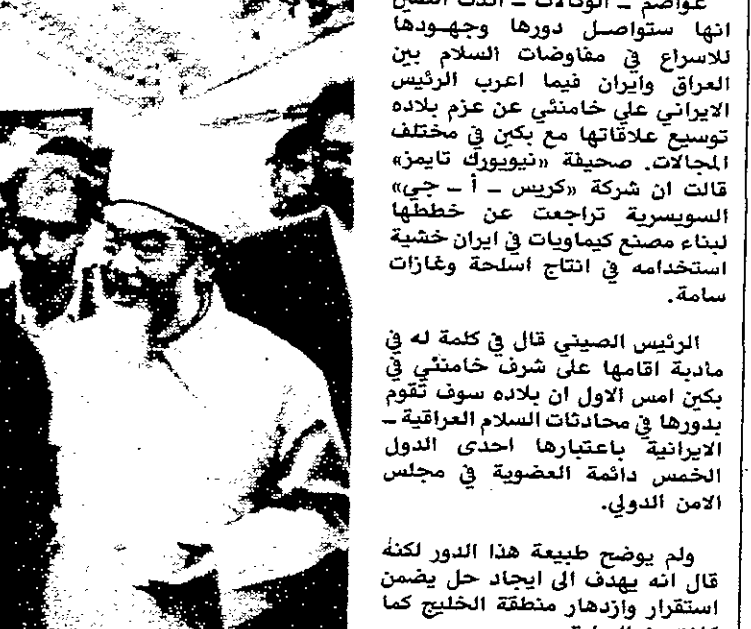 عواصم ـ الوكالات ـ اكدت الصين
انها ستواصل دورها وجهودها
للاسراع في مفاوضات السلام بين
العراق وايران فيما اعرب الرئيس
الايراني علي خامنئي عن عزم بلاده
توسيع علاقاتها مع بكين في مختلف
المجالات. صحيفة «نيويورك تايمز»
قالت ان شركة «كريس ـ أ ـ جي»
السويسرية تراجعت عن خططها
لبناء مصنع كيماويات في ايران خشية
استخدامه في انتاج اسلحة وغازات
سامة.
الرئيس الصيني قال في كلمة له في
مادبة اقامها على شرف خامنئي في
بكين امس الاول ان بلاده سوف تقوم
بدورها في محادثات السلام العراقية ـ
الايرانية باعتبارها احدى الدول
الخمس دائمة العضوية في مجلس
الامن الدولي.
ولم يوضح طبيعة هذا الدور لكنه
قال انه يهدف الى ايجاد حل يضمن
استقرار وازدهار منطقة الخليج كما